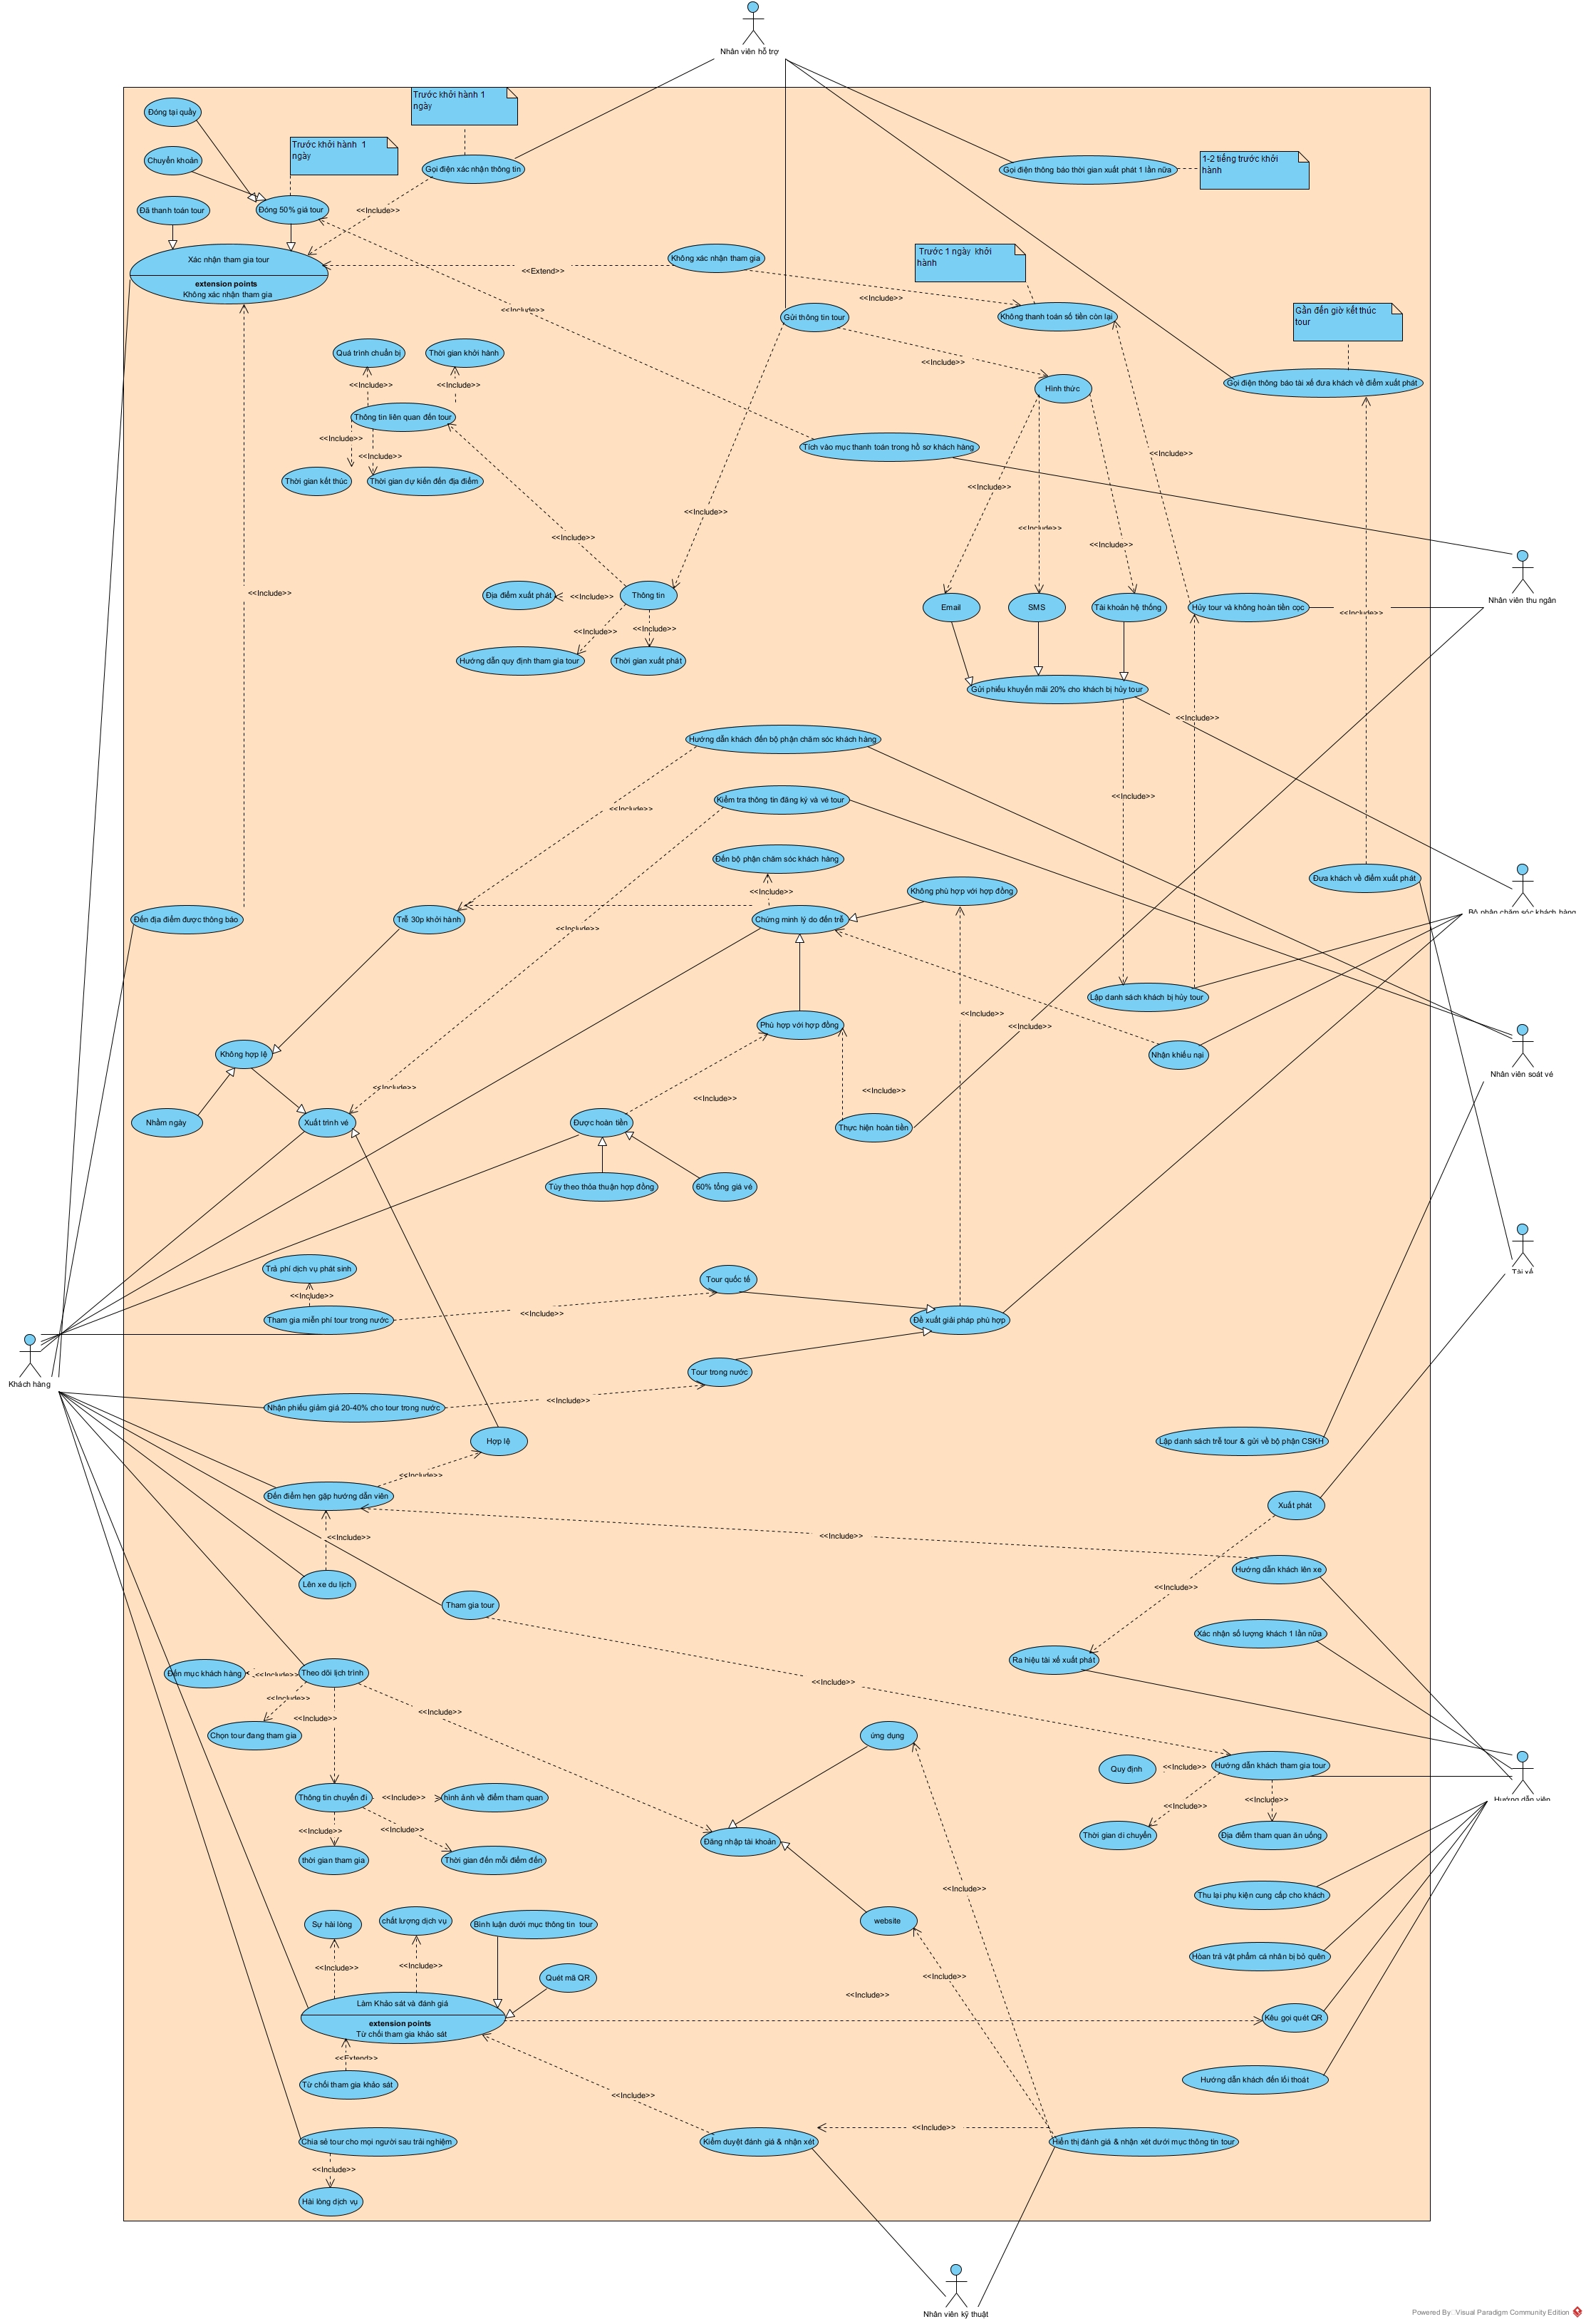 Nhân viên hỗ trợ
Trước khởi hành 1
ngày
Đóng tại quầy
Trước khởi hành 1
ngày
Chuyển khoản
Gọi điện xác nhận thông tin
Gọi điện thông báo thời gian xuất phát 1 lần nữa
1-2 tiếng trước khởi
hành
Đã thanh toán tour
Đóng 50% giá tour
<<Include>>
Xác nhận tham gia tour
extension points
Không xác nhận tham gia
<<Extend>>
Không xác nhận tham gia
Trước 1 ngày khởi
hành
<<Include>>
<<Include>>
Gửi thông tin tour
Không thanh toán số tiền còn lại
Gần đến giờ kết thúc
tour
Quá trình chuẩn bị
Thời gian khởi hành
<<Include>>
<<Include>>
<<Include>>
Hình thức
Gọi điện thông báo tài xế đưa khách về điểm xuất phát
Thông tin liên quan đến tour
<<Include>>
<<Include>>
Tích vào mục thanh toán trong hồ sơ khách hàng
<<Include>>
Thời gian kết thúc
Thời gian dự kiến đến địa điểm
<<Include>>
<<Include>>
<<Include>>
<<Include>>
<<Include>>
<<Include>>
Địa điểm xuất phát
<<Include>>
Thông tin
Email
SMS
Tài khoản hệ thống
Hủy tour và không hoàn tiền cọc
<<Include>>
Nhân viên thu ngân
<<Include>>
<<Include>>
<<Include>>
Hướng dẫn quy định tham gia tour
Thời gian xuất phát
Gửi phiếu khuyến mãi 20% cho khách bị hủy tour
<<Include>>
Hướng dẫn khách đến bộ phận chăm sóc khách hàng
<<Include>>
<<Include>>
Kiểm tra thông tin đăng ký và vé tour
Đến bộ phận chăm sóc khách hàng
<<Include>>
Không phù hợp với hợp đồng
Đưa khách về điểm xuất phát
Bộ phận chăm sóc khách hàng
Đến địa điểm được thông báo
Trễ 30p khởi hành
<<Include>>
Chứng minh lý do đến trễ
Lập danh sách khách bị hủy tour
<<Include>>
<<Include>>
Phù hợp với hợp đồng
Không hợp lệ
Nhận khiếu nại
Nhân viên soát vé
<<Include>>
<<Include>>
<<Include>>
Nhầm ngày
Xuất trình vé
Được hoàn tiền
Thực hiện hoàn tiền
Tùy theo thỏa thuận hợp đồng
60% tổng giá vé
Trả phí dịch vụ phát sinh
<<Include>>
Tour quốc tế
Tài xế
Tham gia miễn phí tour trong nước
<<Include>>
Đề xuất giải pháp phù hợp
Khách hàng
Tour trong nước
Nhận phiếu giảm giá 20-40% cho tour trong nước
<<Include>>
Hợp lệ
Lập danh sách trễ tour & gửi về bộ phận CSKH
<<Include>>
Đến điểm hẹn gặp hướng dẫn viên
Xuất phát
<<Include>>
<<Include>>
Hướng dẫn khách lên xe
Lên xe du lịch
<<Include>>
Tham gia tour
Xác nhận số lượng khách 1 lần nữa
Ra hiệu tài xế xuất phát
Đến mục khách hàng
<<Include>>
Theo dõi lịch trình
<<Include>>
<<Include>>
<<Include>>
<<Include>>
Chọn tour đang tham gia
ứng dụng
Quy định
<<Include>>
Hướng dẫn khách tham gia tour
<<Include>>
<<Include>>
Thông tin chuyến đi
<<Include>>
hình ảnh về điểm tham quan
Hướng dẫn viên
<<Include>>
<<Include>>
Đăng nhập tài khoản
Thời gian di chuyển
Địa điểm tham quan ăn uống
thời gian tham gia
Thời gian đến mỗi điểm đến
<<Include>>
Thu lại phụ kiện cung cấp cho khách
Sự hài lòng
chất lượng dịch vụ
Bình luận dưới mục thông tin tour
website
<<Include>>
<<Include>>
Quét mã QR
<<Include>>
Hòan trả vật phẩm cá nhân bị bỏ quên
<<Include>>
Làm Khảo sát và đánh giá
extension points
Từ chối tham gia khảo sát
Kêu gọi quét QR
<<Extend>>
Từ chối tham gia khảo sát
<<Include>>
Hướng dẫn khách đến lối thoát
Chia sẻ tour cho mọi người sau trải nghiệm
Kiểm duyệt đánh giá & nhận xét
<<Include>>
Hiển thị đánh giá & nhận xét dưới mục thông tin tour
<<Include>>
Hài lòng dịch vụ
Nhân viên kỹ thuật
Powered By: Visual Paradigm Community Edition